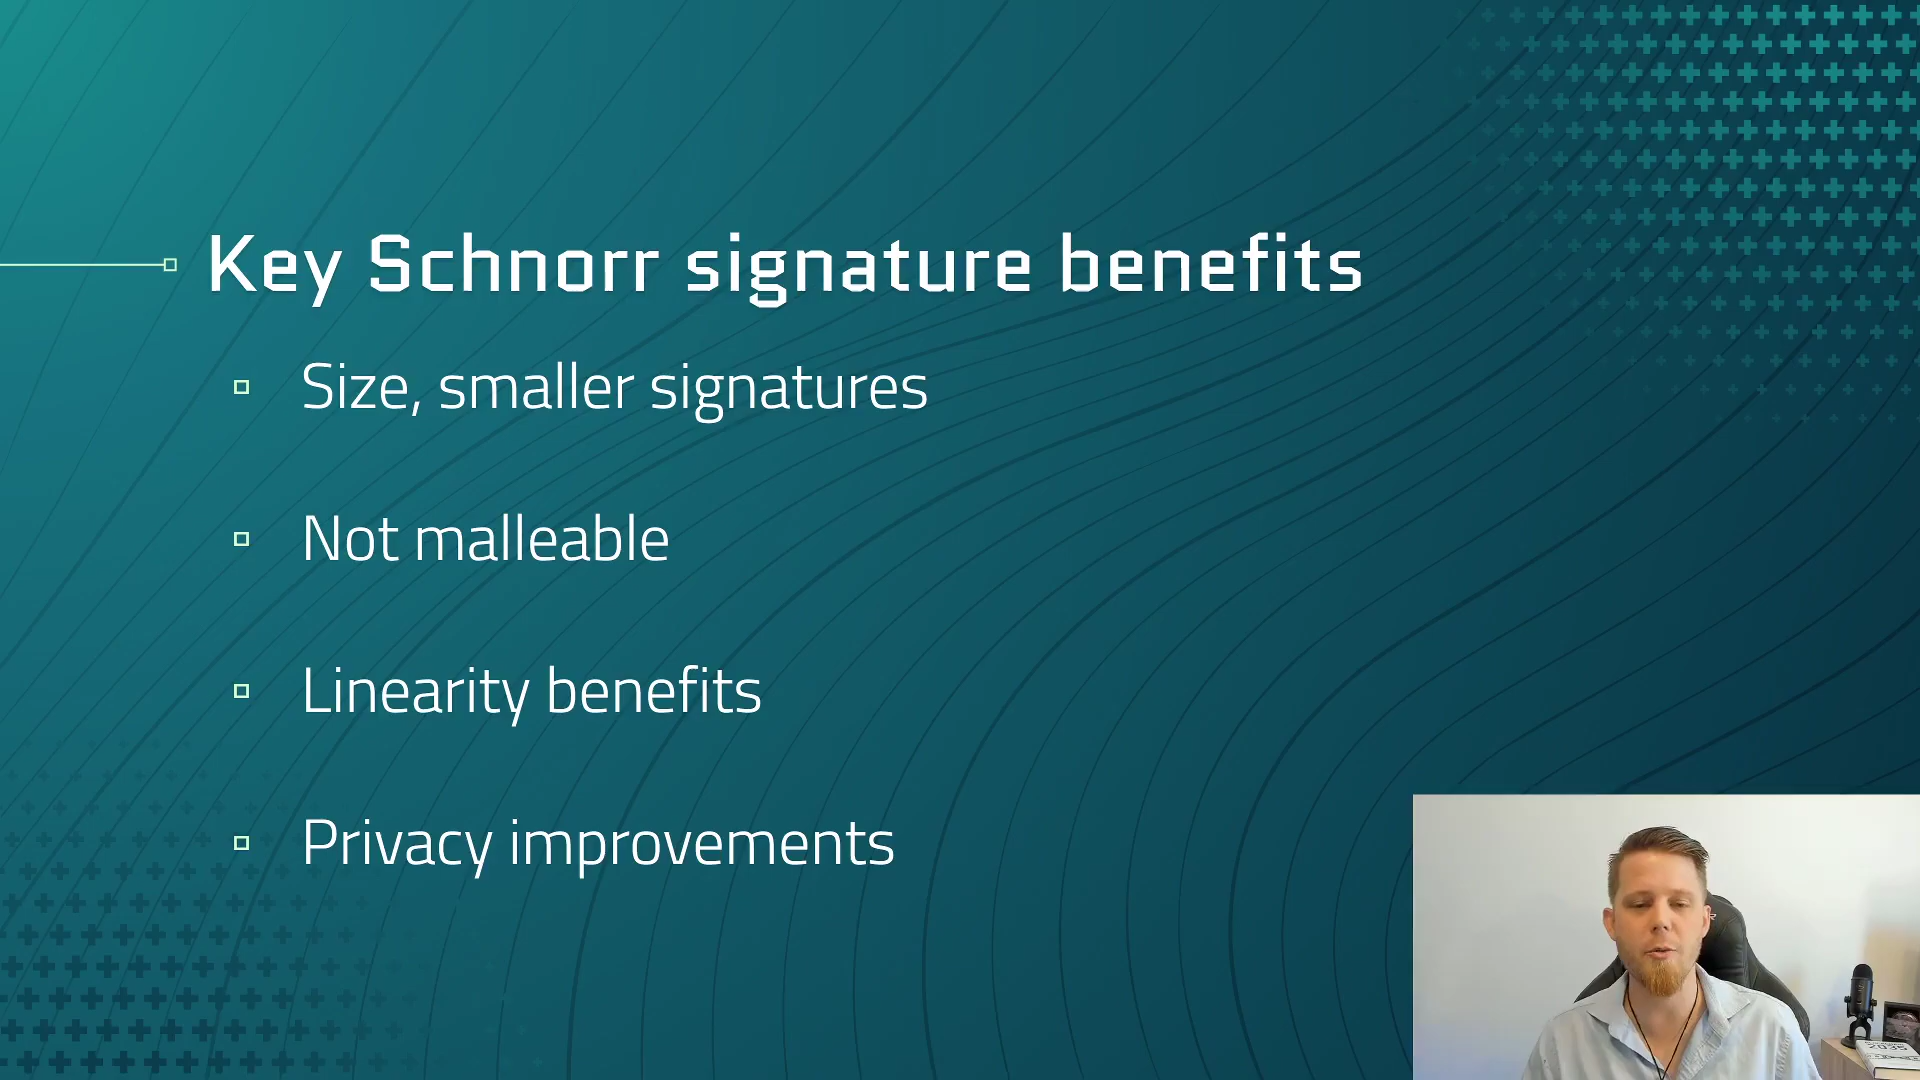 Key Schnorr signature benefits
Size, smaller signatures
Not malleable
Linearity benefits
Privacy improvements